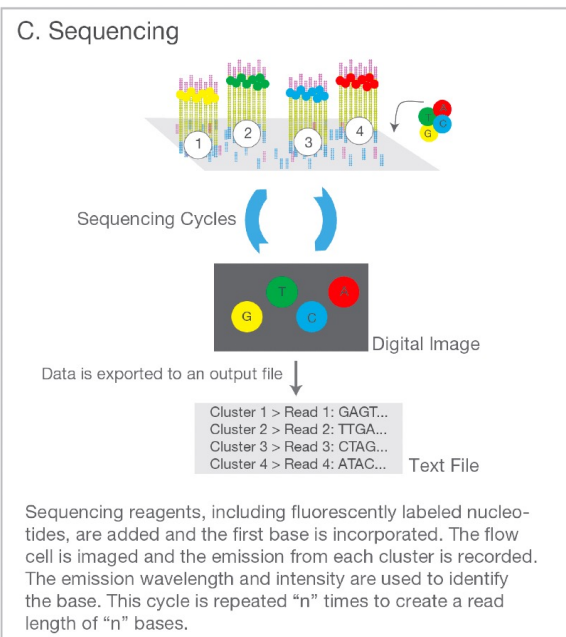 C. Sequencing
1
2
3
4
A
T
C
G
Sequencing Cycles
T
A
G
C
Digital Image
Data is exported to an output file
Cluster 1 > Read 1: GAGT...
Cluster 2 > Read 2: TTGA...
Cluster 3 > Read 3: CTAG...
Cluster 4 > Read 4: ATAC...
Text File
Sequencing reagents, including fluorescently labeled nucleo-
tides, are added and the first base is incorporated. The flow
cell is imaged and the emission from each cluster is recorded.
The emission wavelength and intensity are used to identify
the base. This cycle is repeated “n” times to create a read
length of “n” bases.